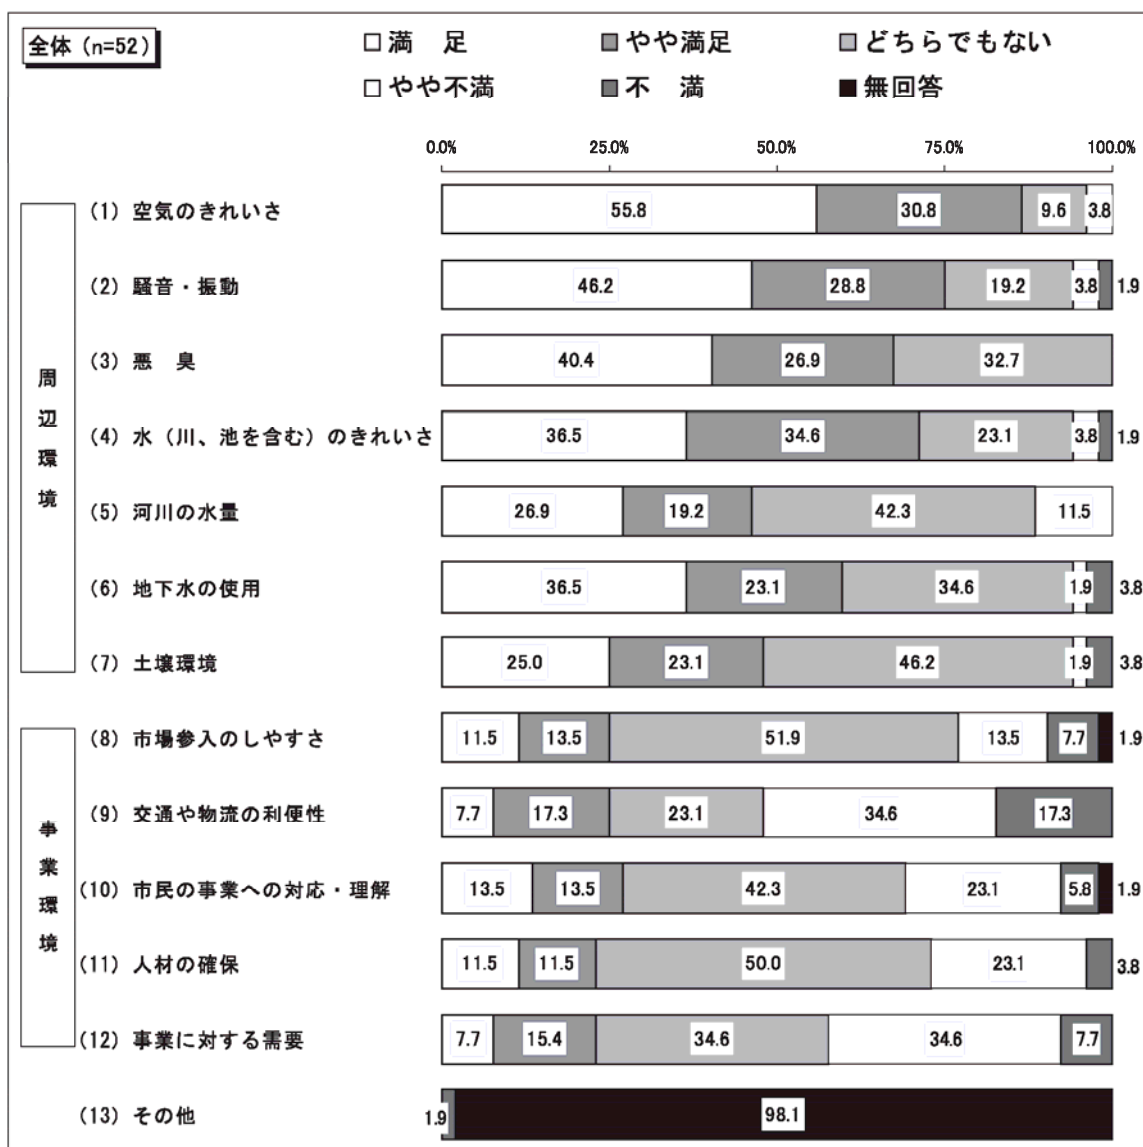 全体（n=52）
□満　足　■やや満足　■どちらでもない
□やや不満　■不　満　■無回答
0.0%　25.0%　50.0%　75.0%　100.0%
周辺環境
（1）空気のきれいさ　55.8　30.8　9.6　3.8
（2）騒音・振動　46.2　28.8　19.2　3.8　1.9
（3）悪　臭　40.4　26.9　32.7
（4）水（川、池を含む）のきれいさ　36.5　34.6　23.1　3.8　1.9
（5）河川の水量　26.9　19.2　42.3　11.5
（6）地下水の使用　36.5　23.1　34.6　1.9　3.8
（7）土壌環境　25.0　23.1　46.2　1.9　3.8
事業環境
（8）市場参入のしやすさ　11.5　13.5　51.9　13.5　7.7　1.9
（9）交通や物流の利便性　7.7　17.3　23.1　34.6　17.3
（10）市民の事業への対応・理解　13.5　13.5　42.3　23.1　5.8　1.9
（11）人材の確保　11.5　11.5　50.0　23.1　3.8
（12）事業に対する需要　7.7　15.4　34.6　34.6　7.7
（13）その他　1.9　98.1